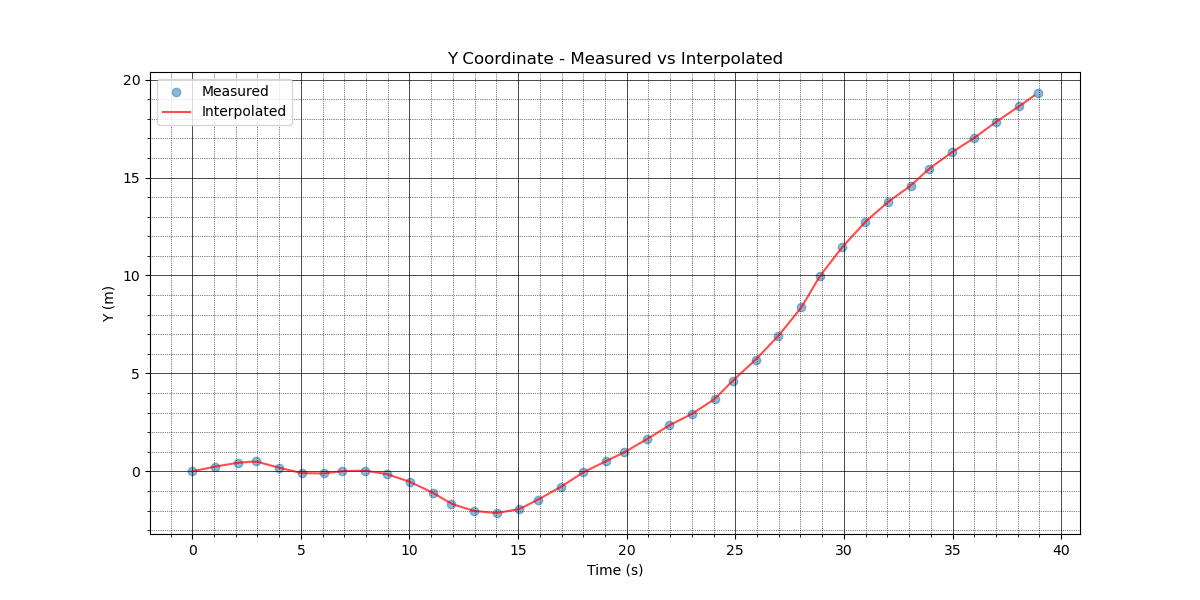 Y Coordinate - Measured vs Interpolated
Measured
Interpolated
20
15
10
5
0
Y (m)
0 5 10 15 20 25 30 35 40
Time (s)